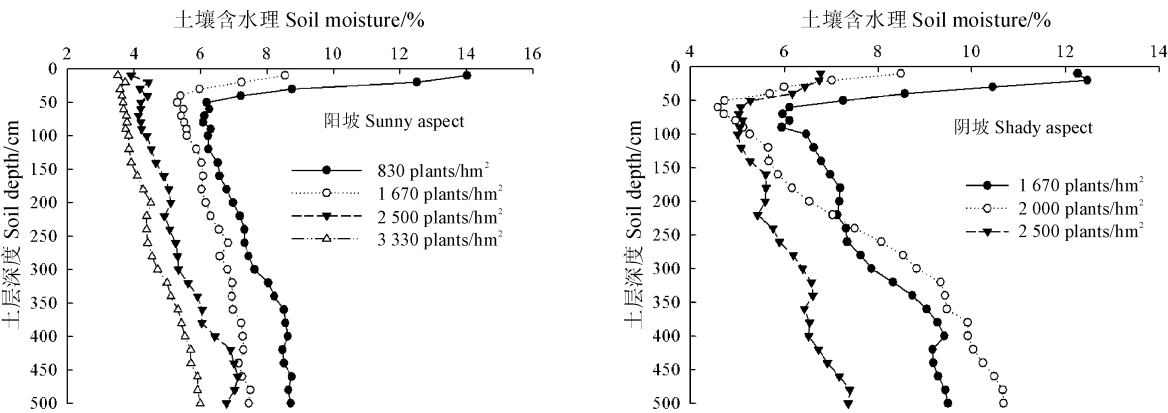 土壤含水理 Soil moisture/%
2 4 6 8 10 12 14 16
土层深度 Soil depth/cm
0
50
100
150
200
250
300
350
400
450
500
阳坡 Sunny aspect
830 plants/hm²
1 670 plants/hm²
2 500 plants/hm²
3 330 plants/hm²
土壤含水理 Soil moisture/%
4 6 8 10 12 14
土层深度 Soil depth/cm
0
50
100
150
200
250
300
350
400
450
500
阴坡 Shady aspect
1 670 plants/hm²
2 000 plants/hm²
2 500 plants/hm²